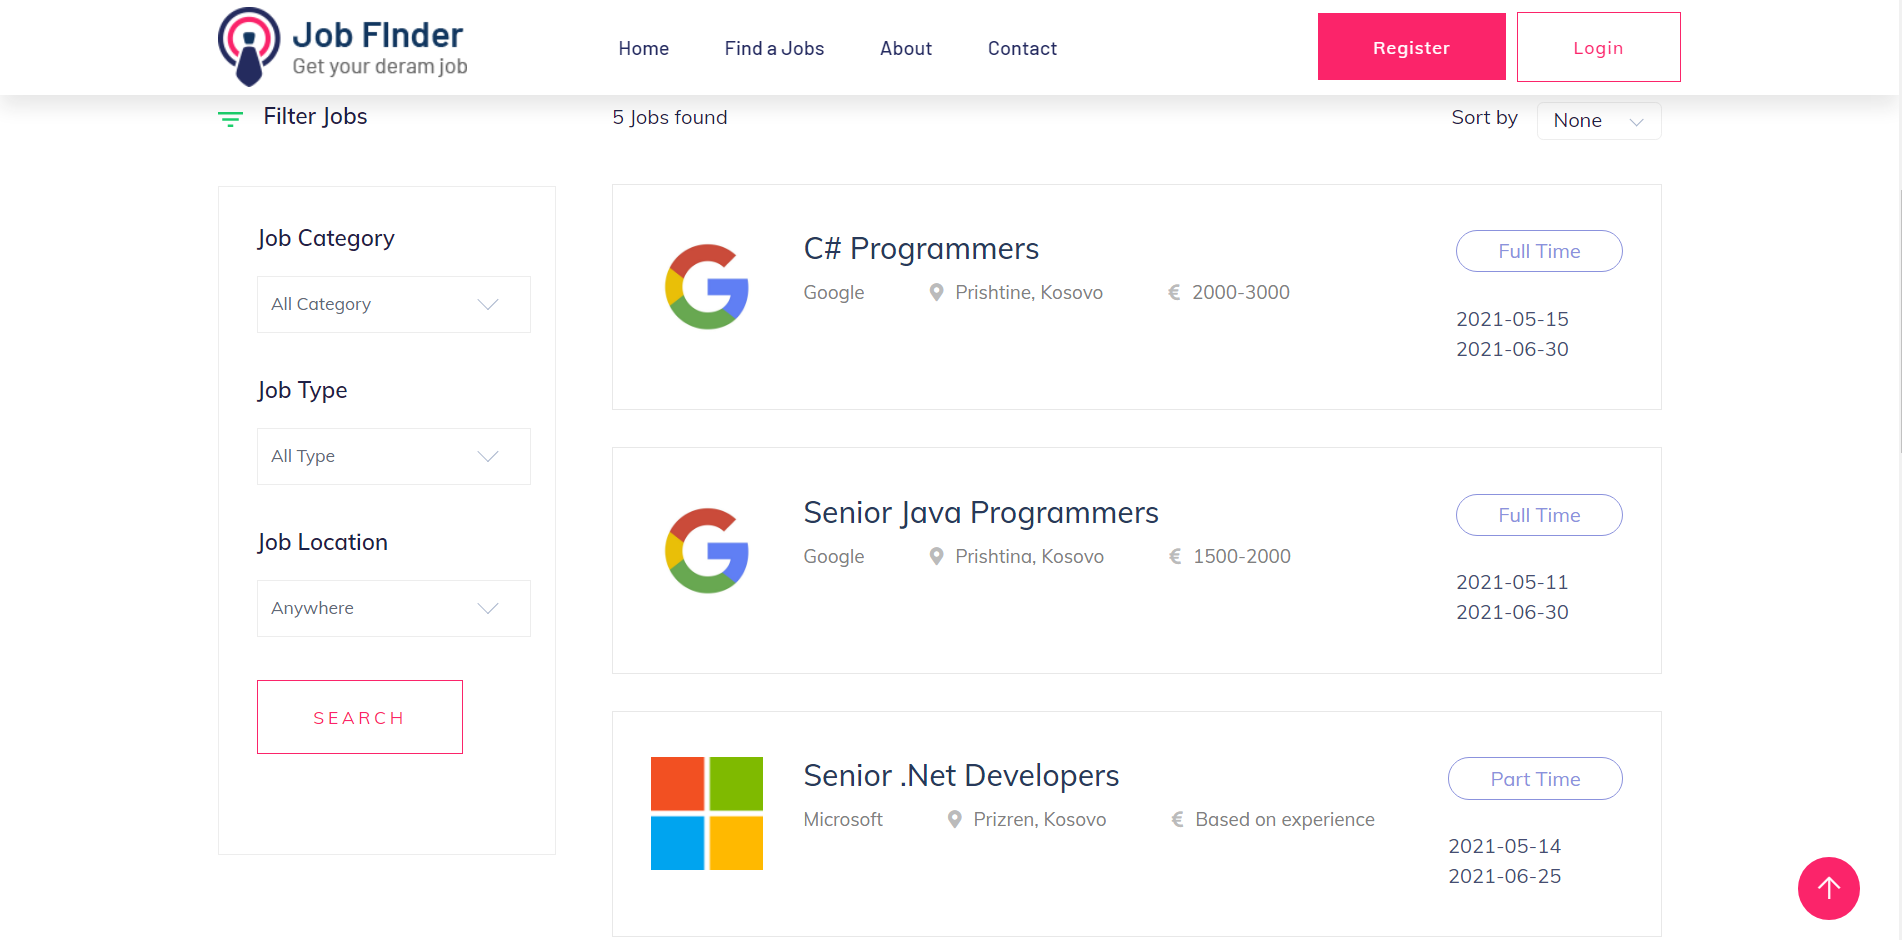 Job FInder
Get your deram job
Home
Find a Jobs
About
Contact
Register
Login
Filter Jobs
5 Jobs found
Sort by
None
Job Category
All Category
Job Type
All Type
Job Location
Anywhere
SEARCH
C# Programmers
Google
Prishtine, Kosovo
€ 2000-3000
Full Time
2021-05-15
2021-06-30
Senior Java Programmers
Google
Prishtina, Kosovo
€ 1500-2000
Full Time
2021-05-11
2021-06-30
Senior .Net Developers
Microsoft
Prizren, Kosovo
€ Based on experience
Part Time
2021-05-14
2021-06-25